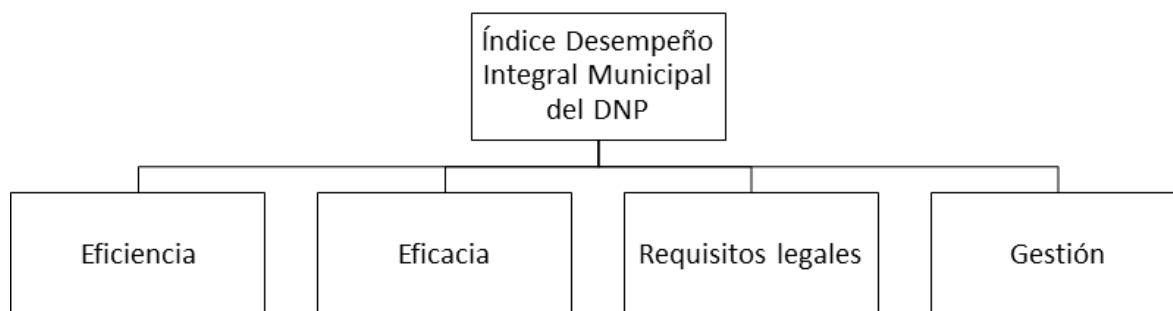 Índice Desempeño
Integral Municipal
del DNP
Eficiencia
Eficacia
Requisitos legales
Gestión